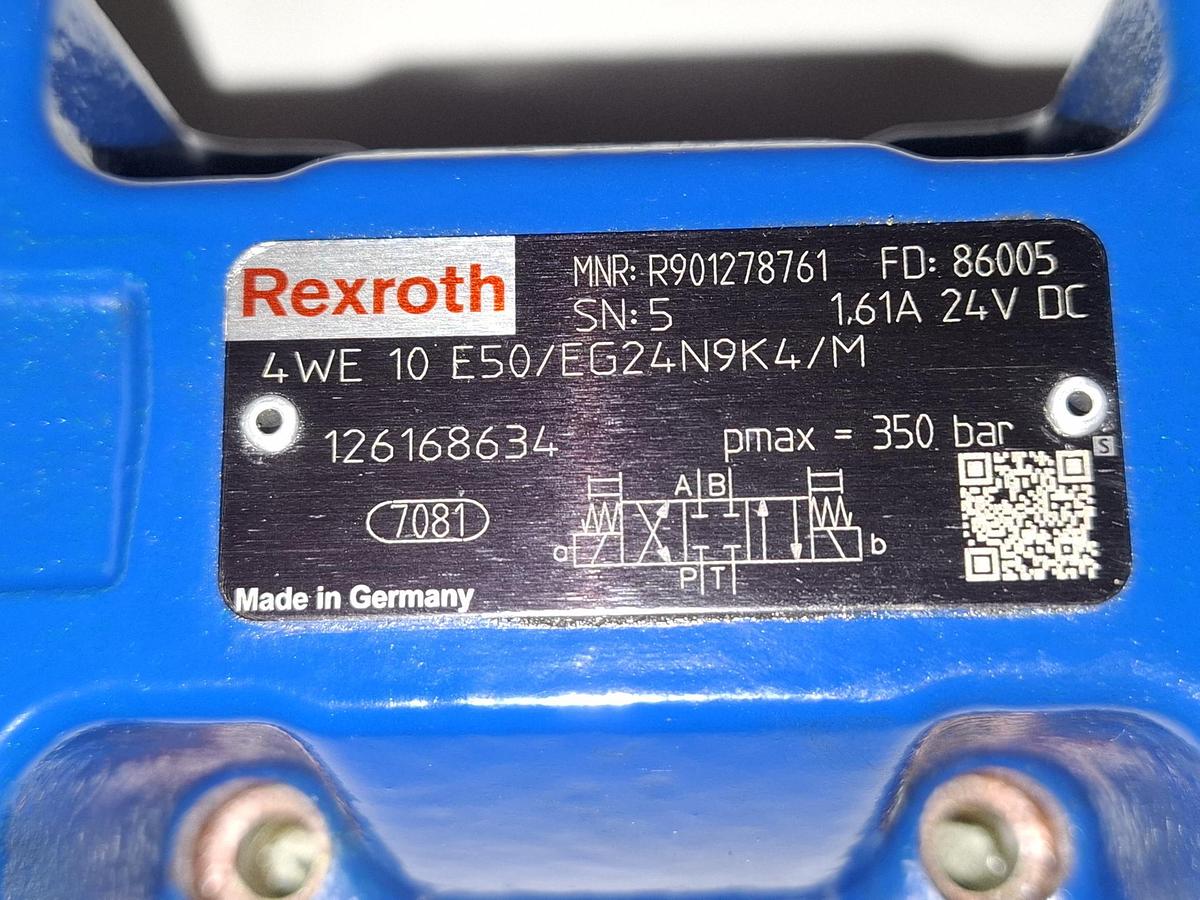 Rexroth
MNR: R901278761 FD: 86005
SN: 5 1.61A 24V DC
4WE 10 E50/EG24N9K4/M
126168634 pmax = 350 bar
S
7081
A B
a b
P T
Made in Germany